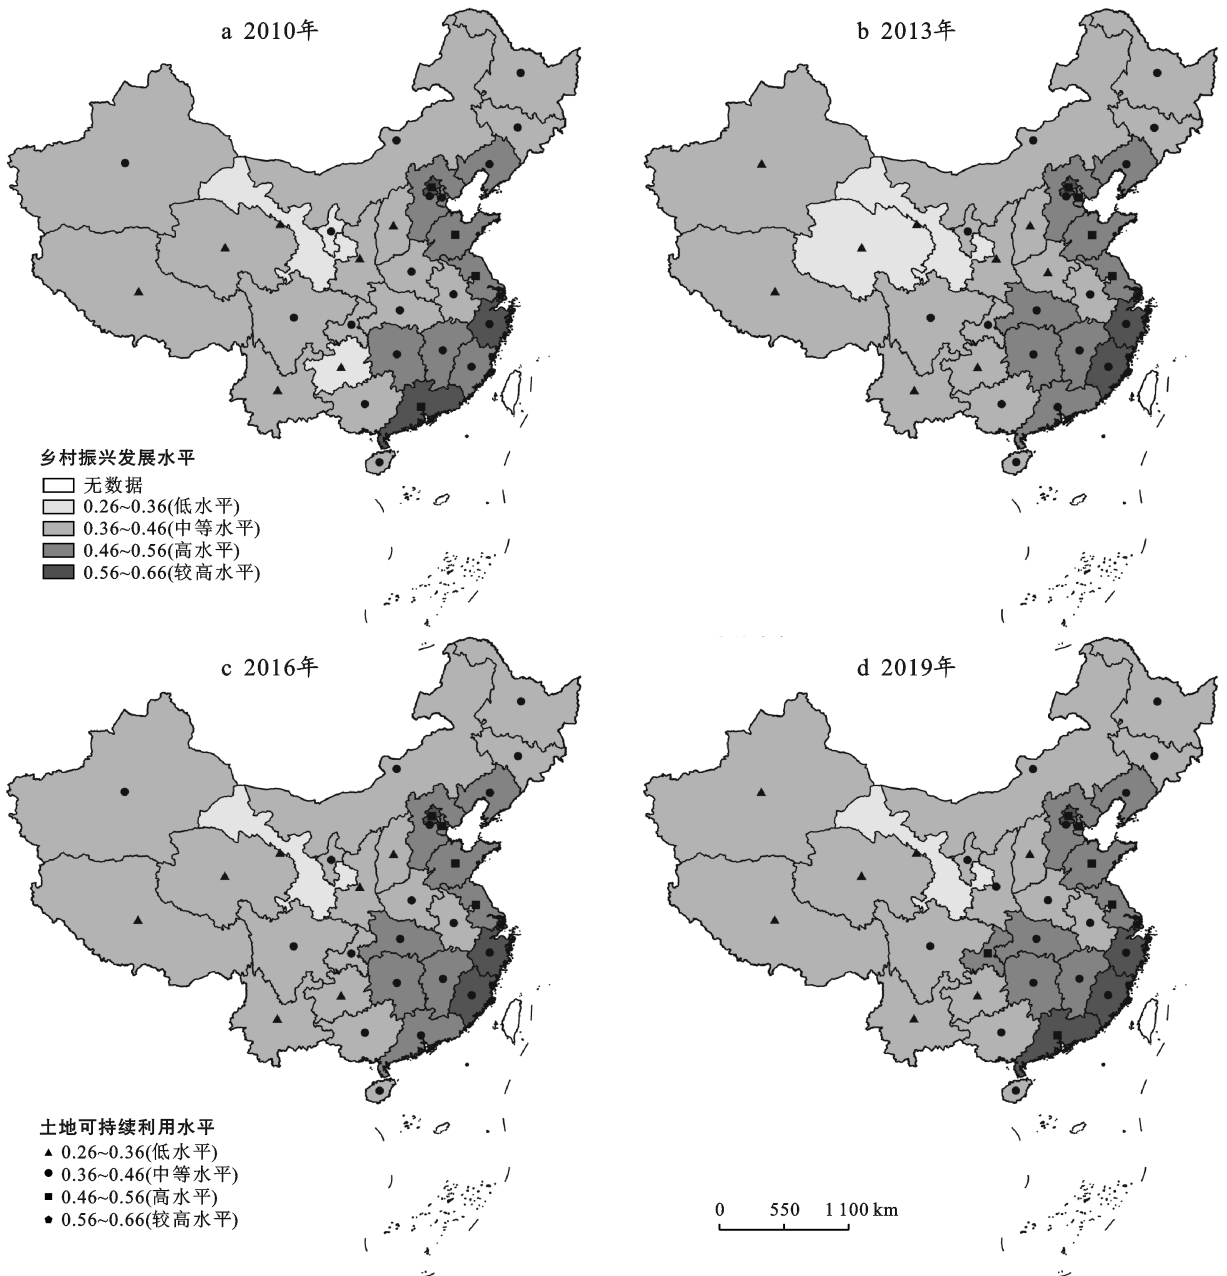 a 2010年
b 2013年
乡村振兴发展水平
无数据
0.26~0.36(低水平)
0.36~0.46(中等水平)
0.46~0.56(高水平)
0.56~0.66(较高水平)
c 2016年
d 2019年
土地可持续利用水平
0.26~0.36(低水平)
0.36~0.46(中等水平)
0.46~0.56(高水平)
0.56~0.66(较高水平)
0 550 1 100 km